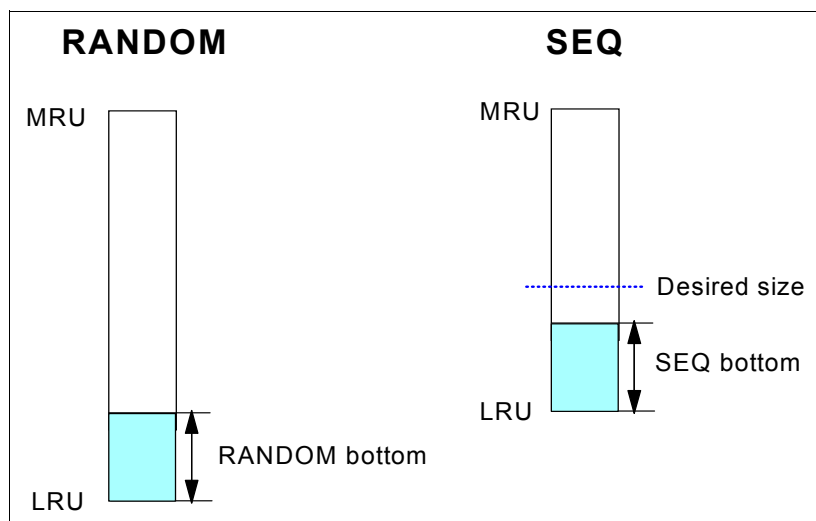 RANDOM
MRU
RANDOM bottom
LRU
SEQ
MRU
Desired size
SEQ bottom
LRU